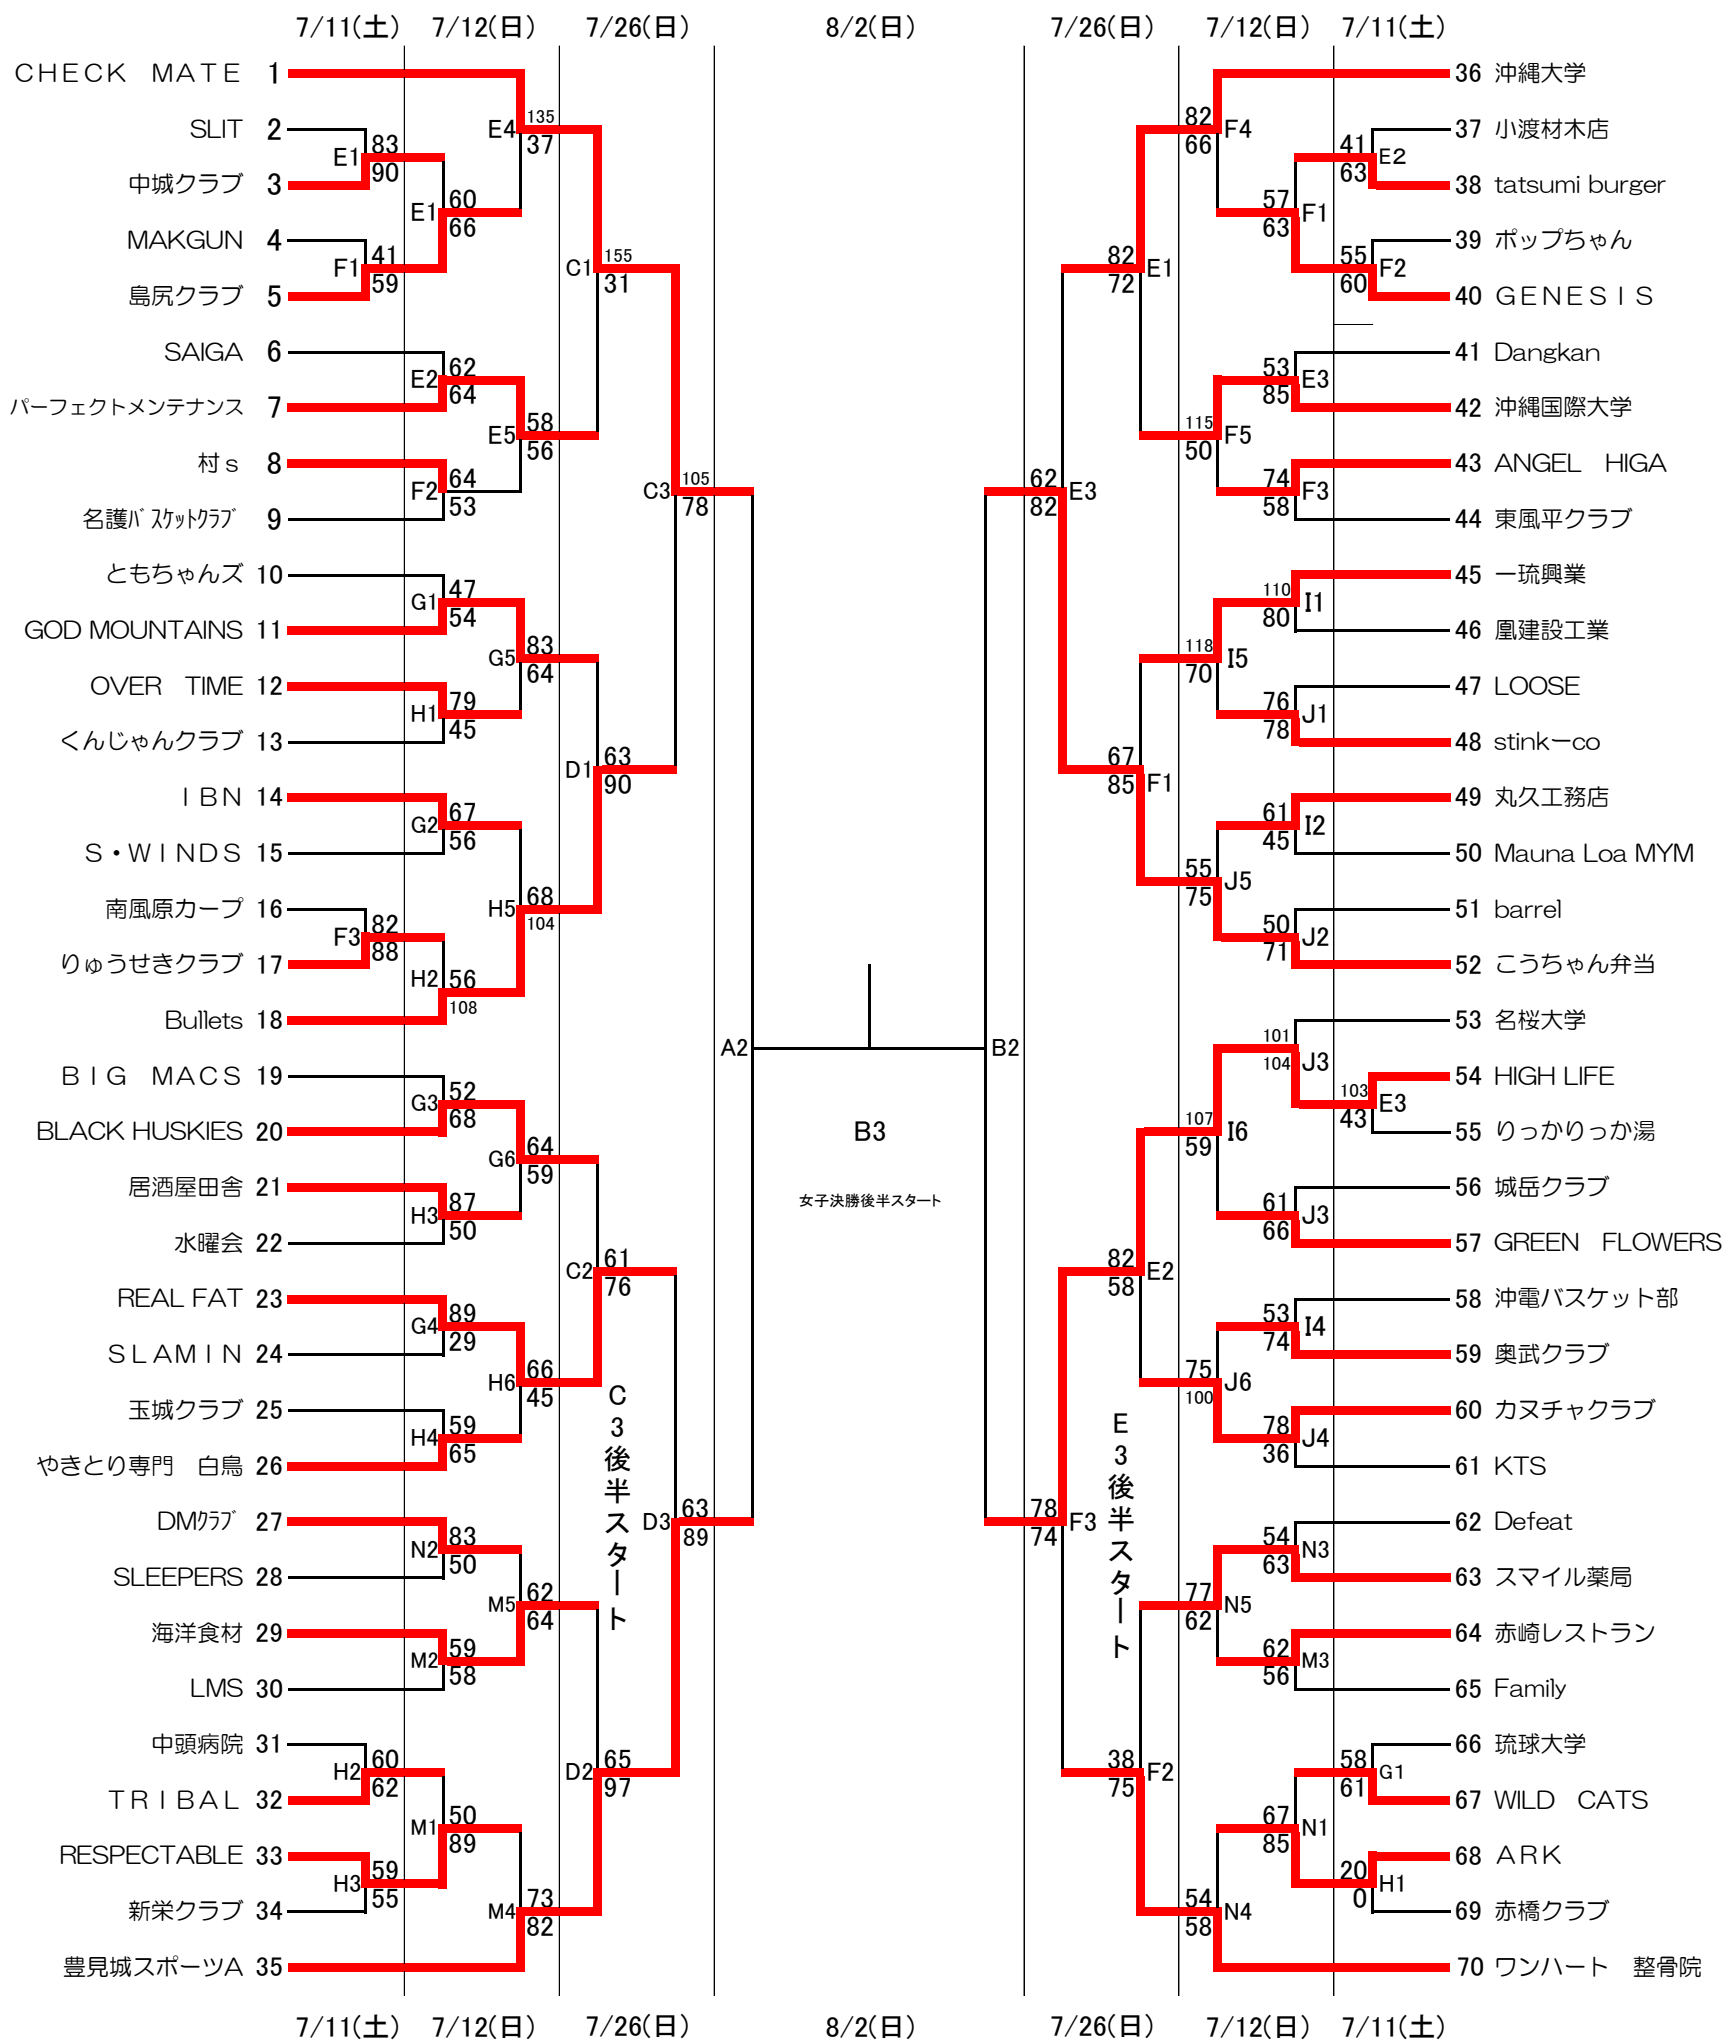 7/11(土) 7/12(日) 7/26(日) 8/2(日) 7/26(日) 7/12(日) 7/11(土)
CHECK　MATE 1
SLIT 2
中城クラブ 3
MAKGUN 4
島尻クラブ 5
SAIGA 6
パーフェクトメンテナンス 7
村ｓ 8
名護ﾊﾞｽｹｯﾄｸﾗﾌﾞ 9
ともちゃんズ 10
GOD MOUNTAINS 11
OVER　TIME 12
くんじゃんクラブ 13
ＩＢＮ 14
Ｓ・ＷＩＮＤＳ 15
南風原カープ 16
りゅうせきクラブ 17
Bullets 18
ＢＩＧ　ＭＡＣＳ 19
BLACK HUSKIES 20
居酒屋田舎 21
水曜会 22
REAL FAT 23
ＳＬＡＭＩＮ 24
玉城クラブ 25
やきとり専門　白鳥 26
DMｸﾗﾌﾞ 27
SLEEPERS 28
海洋食材 29
LMS 30
中頭病院 31
ＴＲＩＢＡＬ 32
RESPECTABLE 33
新栄クラブ 34
豊見城スポーツA 35
E1 83 90
F1 41 59
F3 82 88
H2 60 62
H3 59 55
E1 60 66
E2 62 64
F2 64 53
G1 47 54
H1 79 45
G2 67 56
H2 56 108
G3 52 68
H3 87 50
G4 89 29
H4 59 65
N2 83 50
M2 59 58
M1 50 89
E4 135 37
E5 58 56
G5 83 64
H5 68 104
G6 64 59
H6 66 45
M5 62 64
M4 73 82
C1 155 31
D1 63 90
C2 61 76
D2 65 97
C3 105 78
D3 63 89
C3後半スタート
A2
B3
女子決勝後半スタート
B2
E3後半スタート
62 82 E3
78 74 F3
82 72 E1
67 85 F1
82 58 E2
38 75 F2
82 66 F4
115 50 F5
118 70 I5
55 75 J5
107 59 I6
75 100 J6
77 62 N5
54 58 N4
57 63 F1
53 85 E3
74 58 F3
110 80 I1
76 78 J1
61 45 I2
50 71 J2
101 104 J3
61 66 J3
53 74 I4
78 36 J4
54 63 N3
62 56 M3
67 85 N1
41 63 E2
55 60 F2
103 43 E3
58 61 G1
20 0 H1
36 沖縄大学
37 小渡材木店
38 tatsumi burger
39 ポップちゃん
40 ＧＥＮＥＳＩＳ
41 Dangkan
42 沖縄国際大学
43 ANGEL　HIGA
44 東風平クラブ
45 一琉興業
46 凰建設工業
47 LOOSE
48 stinkーco
49 丸久工務店
50 Mauna Loa MYM
51 barrel
52 こうちゃん弁当
53 名桜大学
54 HIGH LIFE
55 りっかりっか湯
56 城岳クラブ
57 GREEN　FLOWERS
58 沖電バスケット部
59 奥武クラブ
60 カヌチャクラブ
61 KTS
62 Defeat
63 スマイル薬局
64 赤崎レストラン
65 Family
66 琉球大学
67 WILD　CATS
68 ＡＲＫ
69 赤橋クラブ
70 ワンハート　整骨院
7/11(土) 7/12(日) 7/26(日) 8/2(日) 7/26(日) 7/12(日) 7/11(土)